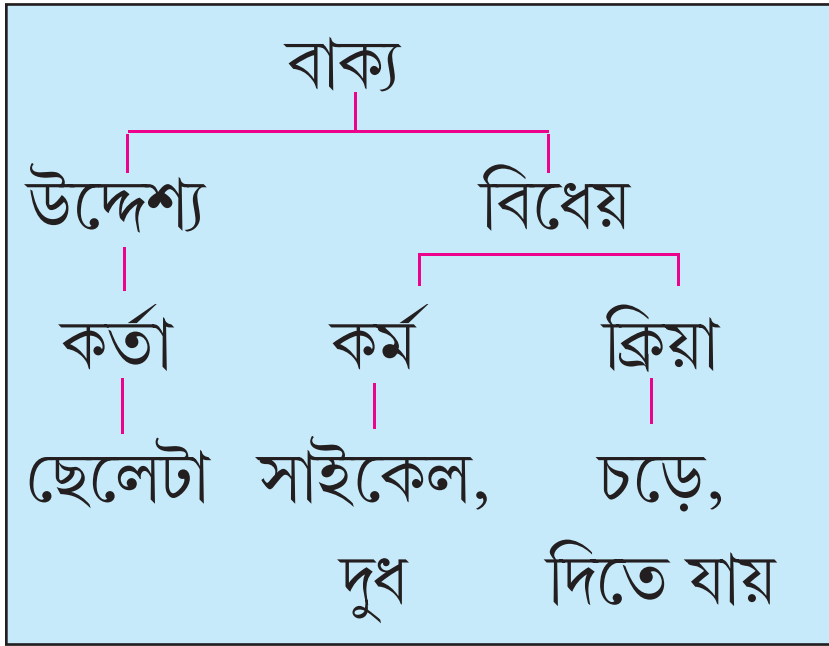 বাক্য
উদ্দেশ্য বিধেয়
কর্তা কর্ম ক্রিয়া
ছেলেটা সাইকেল, চড়ে,
দুধ দিতে যায়